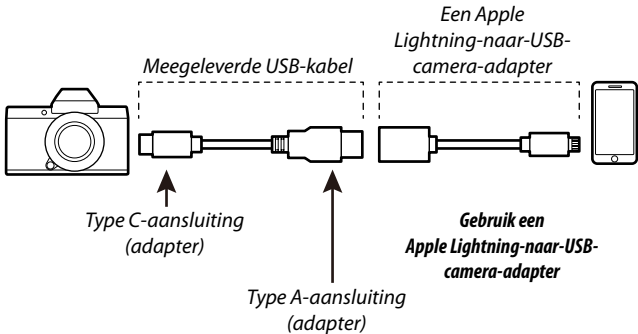 Meegeleverde USB-kabel
Een Apple
Lightning-naar-USB-
camera-adapter
Type C-aansluiting
(adapter)
Type A-aansluiting
(adapter)
Gebruik een
Apple Lightning-naar-USB-
camera-adapter